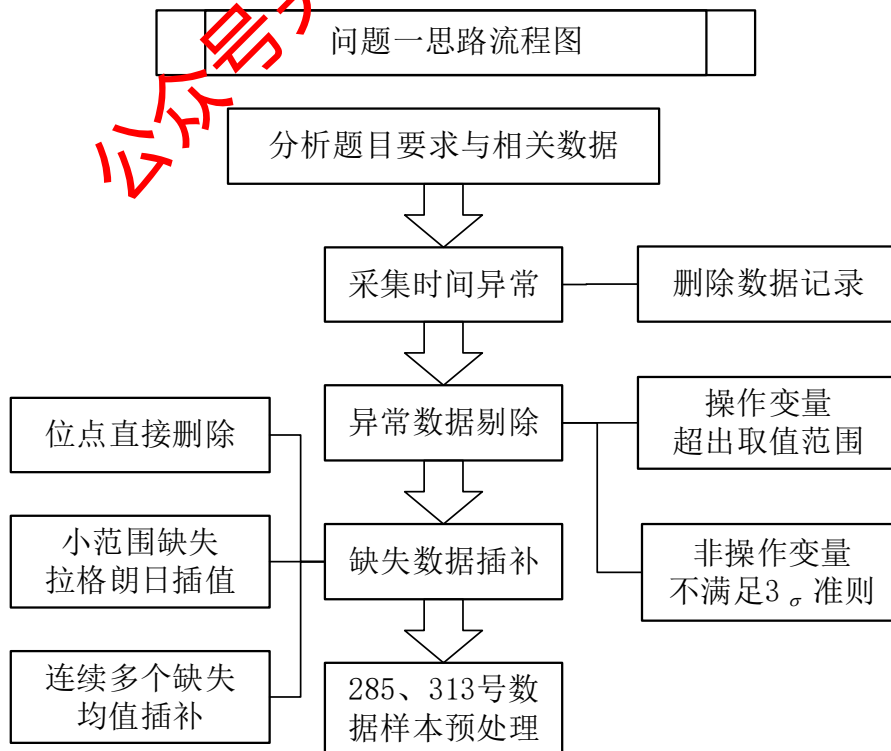 问题一思路流程图
公众号
分析题目要求与相关数据
采集时间异常
删除数据记录
位点直接删除
异常数据剔除
操作变量
超出取值范围
小范围缺失
拉格朗日插值
缺失数据插补
非操作变量
不满足3σ准则
连续多个缺失
均值插补
285、313号数
据样本预处理